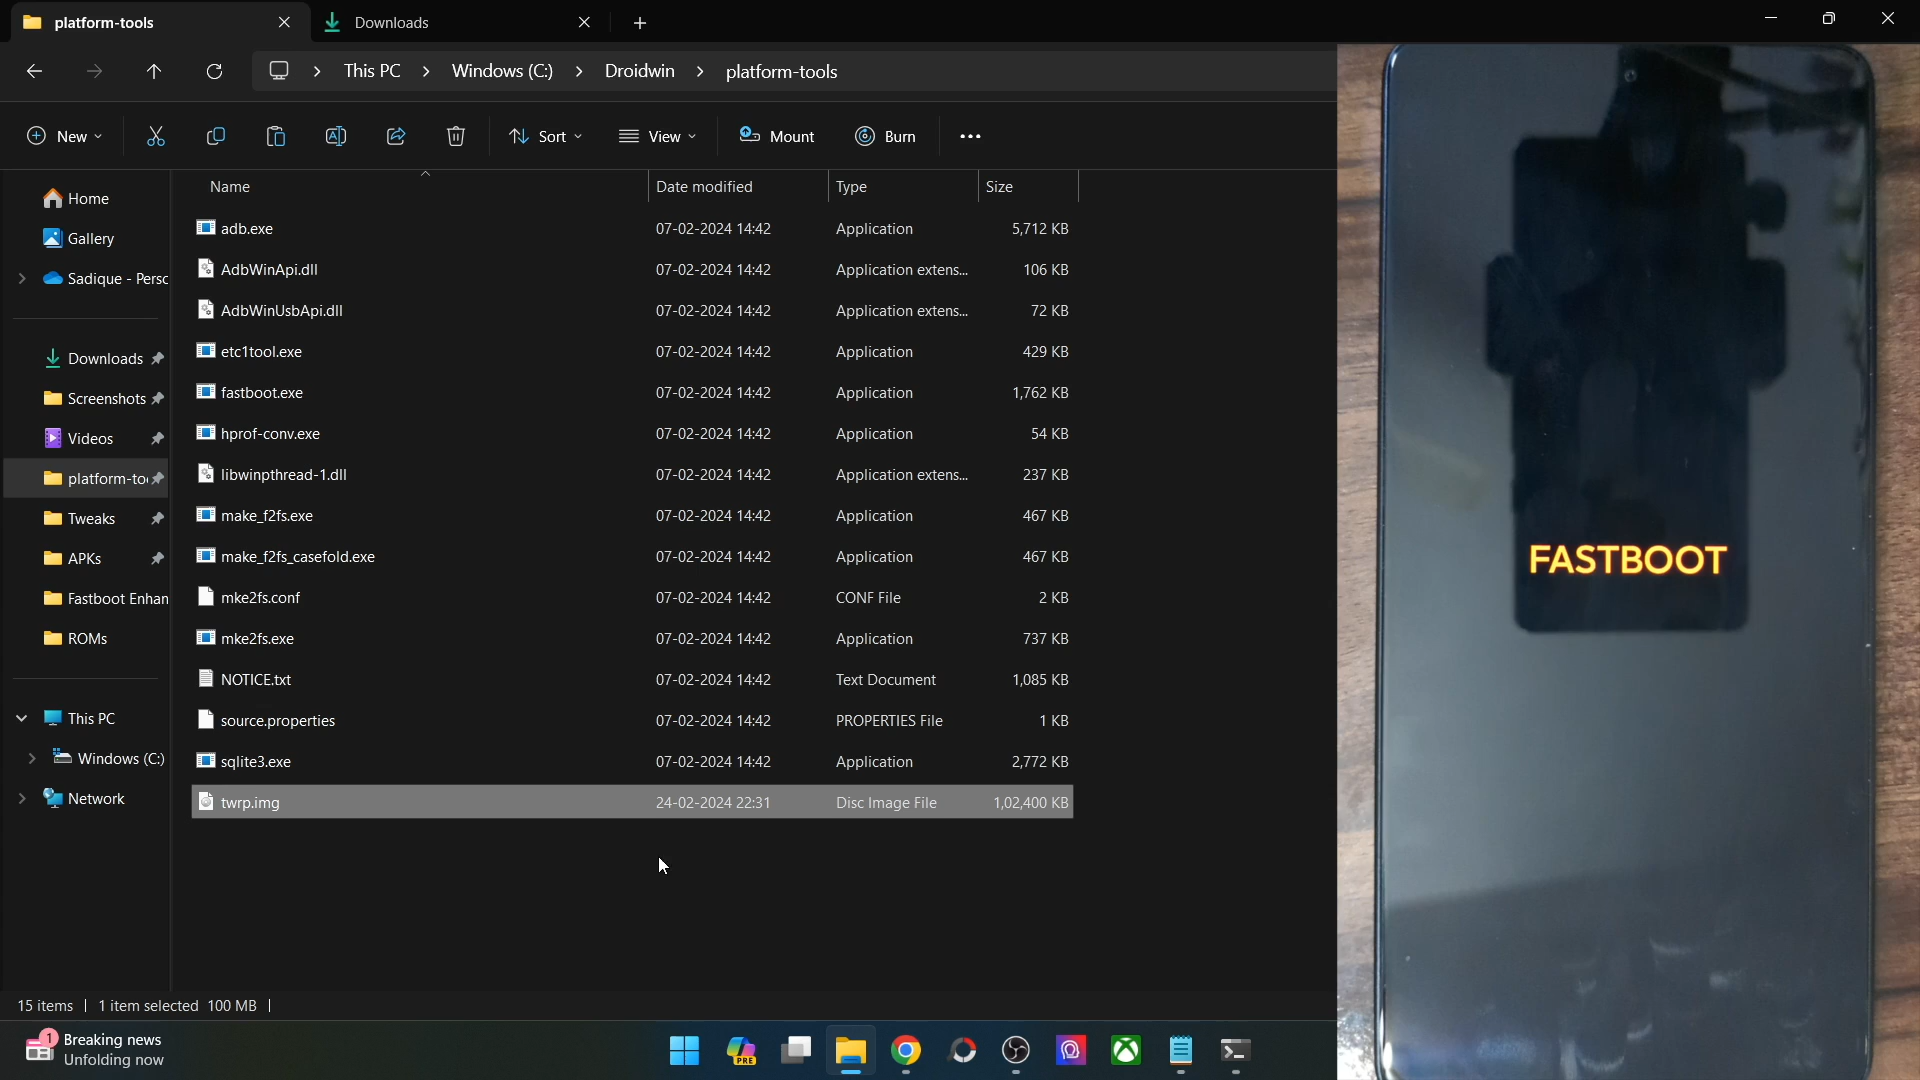 platform-tools
Downloads
This PC
Windows (C:)
Droidwin
platform-tools
New
Sort
View
Mount
Burn
Name
Date modified
Type
Size
Home
Gallery
Sadique - Persc
Downloads
Screenshots
Videos
platform-to
Tweaks
APKs
Fastboot Enhan
ROMs
This PC
Windows (C:)
Network
adb.exe 07-02-2024 14:42 Application 5,712 KB
AdbWinApi.dll 07-02-2024 14:42 Application extens... 106 KB
AdbWinUsbApi.dll 07-02-2024 14:42 Application extens... 72 KB
etc1tool.exe 07-02-2024 14:42 Application 429 KB
fastboot.exe 07-02-2024 14:42 Application 1,762 KB
hprof-conv.exe 07-02-2024 14:42 Application 54 KB
libwinpthread-1.dll 07-02-2024 14:42 Application extens... 237 KB
make_f2fs.exe 07-02-2024 14:42 Application 467 KB
make_f2fs_casefold.exe 07-02-2024 14:42 Application 467 KB
mke2fs.conf 07-02-2024 14:42 CONF File 2 KB
mke2fs.exe 07-02-2024 14:42 Application 737 KB
NOTICE.txt 07-02-2024 14:42 Text Document 1,085 KB
source.properties 07-02-2024 14:42 PROPERTIES File 1 KB
sqlite3.exe 07-02-2024 14:42 Application 2,772 KB
twrp.img 24-02-2024 22:31 Disc Image File 1,02,400 KB
15 items
1 item selected 100 MB
1
Breaking news
Unfolding now
PRE
FASTBOOT